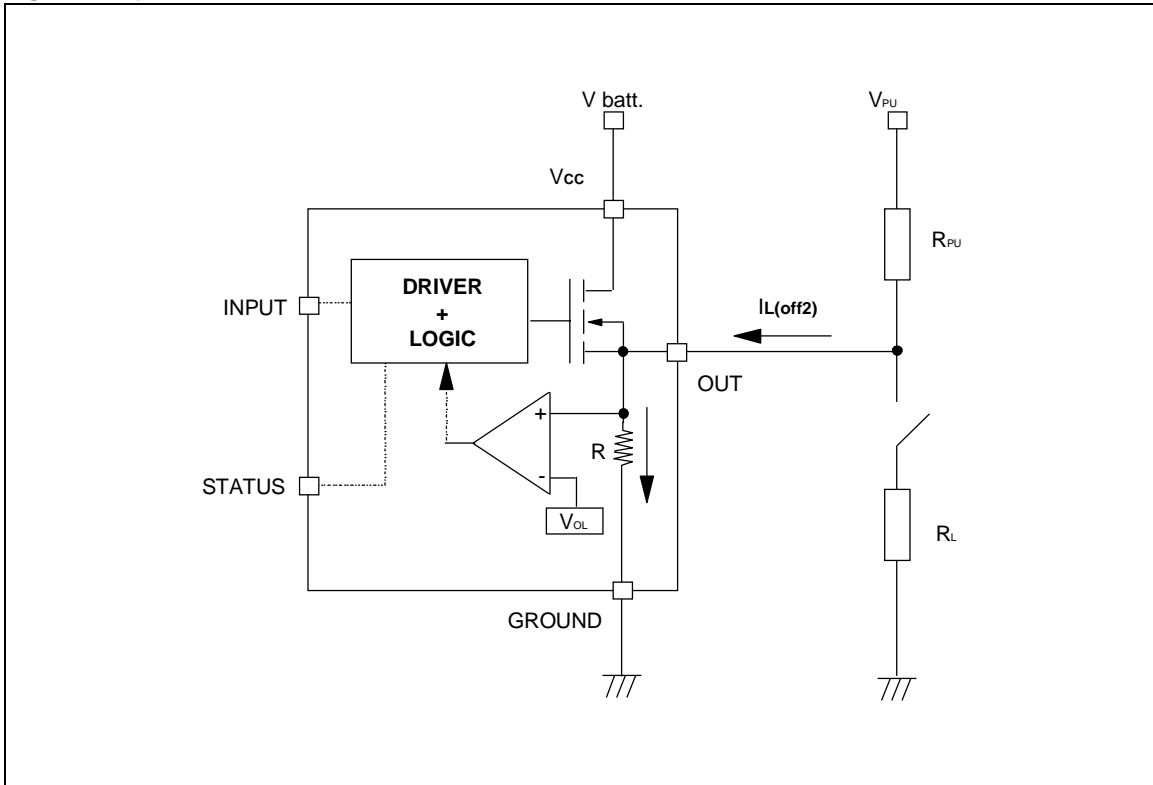 V batt.
VPU
Vcc
RPU
DRIVER
+
LOGIC
INPUT
IL(off2)
OUT
+
R
-
STATUS
VOL
RL
GROUND